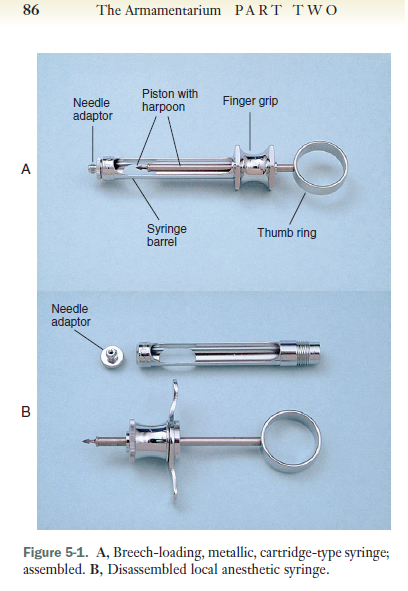 86 The Armamentarium PART TWO
Needle
adaptor
Piston with
harpoon
Finger grip
A
Syringe
barrel
Thumb ring
Needle
adaptor
B
Figure 5-1. A, Breech-loading, metallic, cartridge-type syringe;
assembled. B, Disassembled local anesthetic syringe.